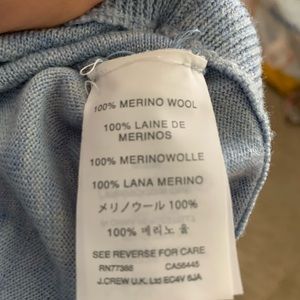 100% MERINO WOOL
100% LAINE DE
MERINOS
100% MERINOWOLLE
100% LANA MERINO
メリノウール 100%
100% 메리노 울
SEE REVERSE FOR CARE
RN77388 CA56445
J.CREW U.K. Ltd EC4V 6JA